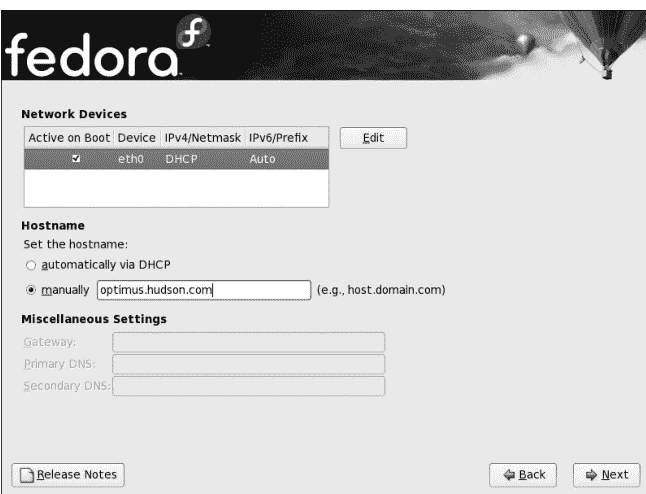 fedora
Network Devices
Active on Boot Device IPv4/Netmask IPv6/Prefix
eth0 DHCP Auto
Edit
Hostname
Set the hostname:
automatically via DHCP
manually optimus.hudson.com (e.g., host.domain.com)
Miscellaneous Settings
Gateway:
Primary DNS:
Secondary DNS:
Release Notes Back Next